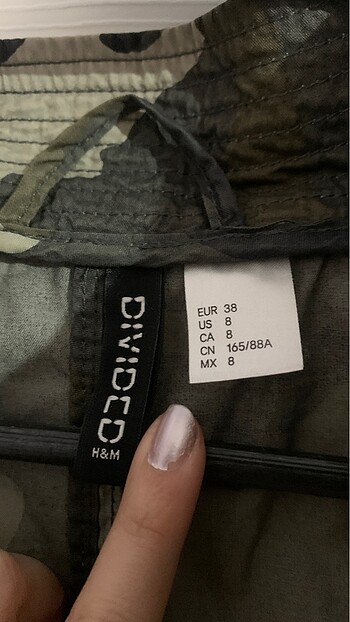 DIVIDED
H&M
EUR 38
US 8
CA 8
CN 165/88A
MX 8